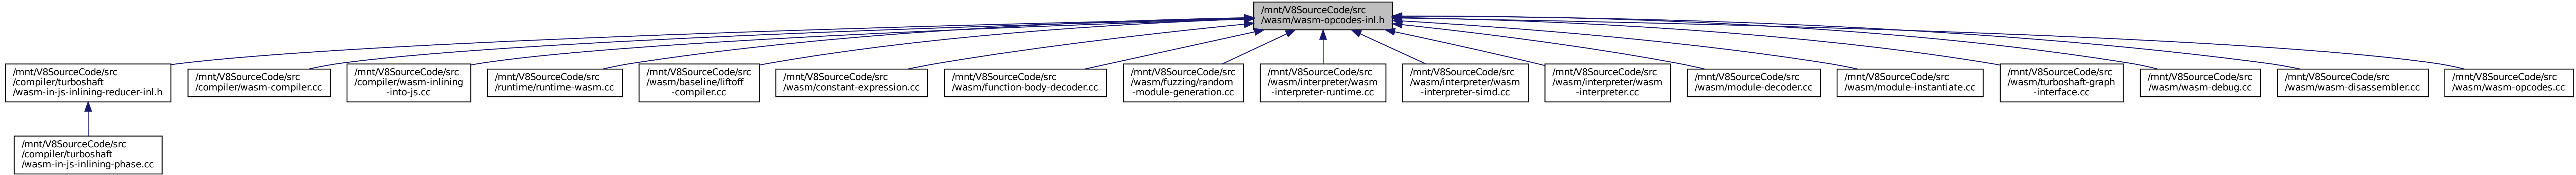 /mnt/V8SourceCode/src
/wasm/wasm-opcodes-inl.h
/mnt/V8SourceCode/src
/compiler/turboshaft
/wasm-in-js-inlining-reducer-inl.h
/mnt/V8SourceCode/src
/compiler/wasm-compiler.cc
/mnt/V8SourceCode/src
/compiler/wasm-inlining
-into-js.cc
/mnt/V8SourceCode/src
/runtime/runtime-wasm.cc
/mnt/V8SourceCode/src
/wasm/baseline/liftoff
-compiler.cc
/mnt/V8SourceCode/src
/wasm/constant-expression.cc
/mnt/V8SourceCode/src
/wasm/function-body-decoder.cc
/mnt/V8SourceCode/src
/wasm/fuzzing/random
-module-generation.cc
/mnt/V8SourceCode/src
/wasm/interpreter/wasm
-interpreter-runtime.cc
/mnt/V8SourceCode/src
/wasm/interpreter/wasm
-interpreter-simd.cc
/mnt/V8SourceCode/src
/wasm/interpreter/wasm
-interpreter.cc
/mnt/V8SourceCode/src
/wasm/module-decoder.cc
/mnt/V8SourceCode/src
/wasm/module-instantiate.cc
/mnt/V8SourceCode/src
/wasm/turboshaft-graph
-interface.cc
/mnt/V8SourceCode/src
/wasm/wasm-debug.cc
/mnt/V8SourceCode/src
/wasm/wasm-disassembler.cc
/mnt/V8SourceCode/src
/wasm/wasm-opcodes.cc
/mnt/V8SourceCode/src
/compiler/turboshaft
/wasm-in-js-inlining-phase.cc